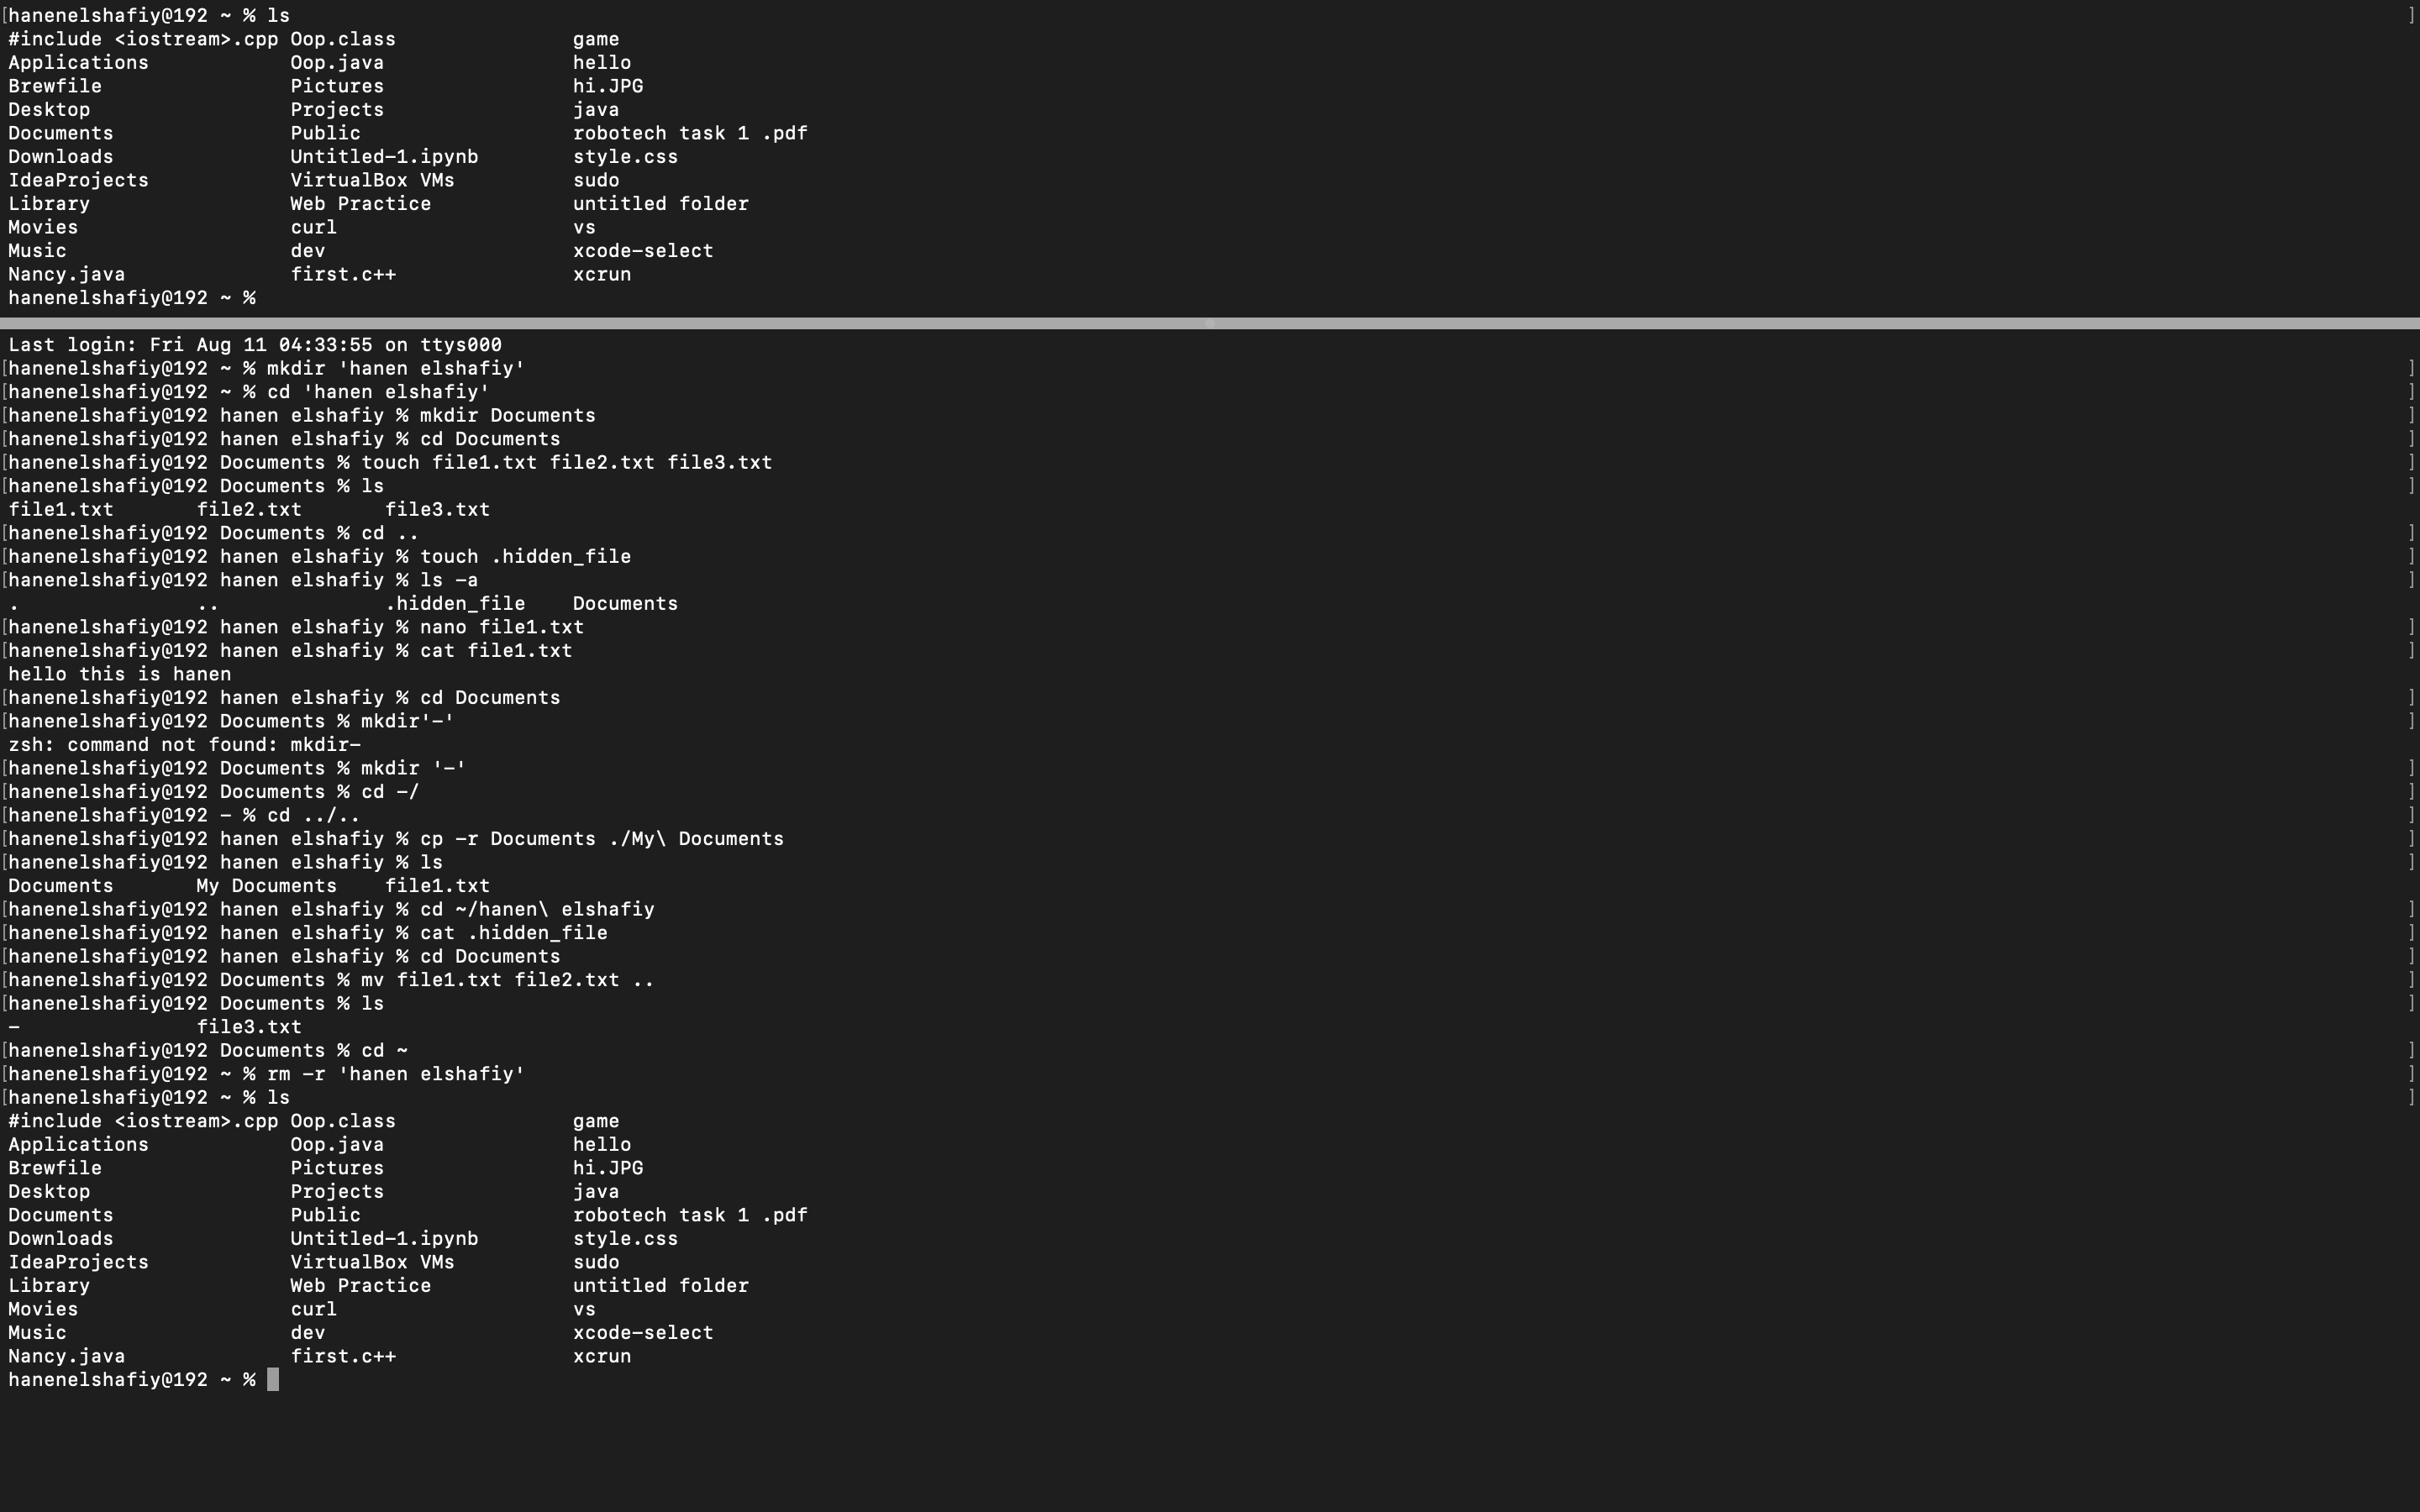 [hanenelshafiy@192 ~ % ls ]
#include <iostream>.cpp Oop.class game
Applications Oop.java hello
Brewfile Pictures hi.JPG
Desktop Projects java
Documents Public robotech task 1 .pdf
Downloads Untitled-1.ipynb style.css
IdeaProjects VirtualBox VMs sudo
Library Web Practice untitled folder
Movies curl vs
Music dev xcode-select
Nancy.java first.c++ xcrun
hanenelshafiy@192 ~ %
Last login: Fri Aug 11 04:33:55 on ttys000
[hanenelshafiy@192 ~ % mkdir 'hanen elshafiy' ]
[hanenelshafiy@192 ~ % cd 'hanen elshafiy' ]
[hanenelshafiy@192 hanen elshafiy % mkdir Documents ]
[hanenelshafiy@192 hanen elshafiy % cd Documents ]
[hanenelshafiy@192 Documents % touch file1.txt file2.txt file3.txt ]
[hanenelshafiy@192 Documents % ls ]
file1.txt file2.txt file3.txt
[hanenelshafiy@192 Documents % cd .. ]
[hanenelshafiy@192 hanen elshafiy % touch .hidden_file ]
[hanenelshafiy@192 hanen elshafiy % ls -a ]
. .. .hidden_file Documents
[hanenelshafiy@192 hanen elshafiy % nano file1.txt ]
[hanenelshafiy@192 hanen elshafiy % cat file1.txt ]
hello this is hanen
[hanenelshafiy@192 hanen elshafiy % cd Documents ]
[hanenelshafiy@192 Documents % mkdir'-' ]
zsh: command not found: mkdir-
[hanenelshafiy@192 Documents % mkdir '-' ]
[hanenelshafiy@192 Documents % cd -/ ]
[hanenelshafiy@192 - % cd ../.. ]
[hanenelshafiy@192 hanen elshafiy % cp -r Documents ./My\ Documents ]
[hanenelshafiy@192 hanen elshafiy % ls ]
Documents My Documents file1.txt
[hanenelshafiy@192 hanen elshafiy % cd ~/hanen\ elshafiy ]
[hanenelshafiy@192 hanen elshafiy % cat .hidden_file ]
[hanenelshafiy@192 hanen elshafiy % cd Documents ]
[hanenelshafiy@192 Documents % mv file1.txt file2.txt .. ]
[hanenelshafiy@192 Documents % ls ]
- file3.txt
[hanenelshafiy@192 Documents % cd ~ ]
[hanenelshafiy@192 ~ % rm -r 'hanen elshafiy' ]
[hanenelshafiy@192 ~ % ls ]
#include <iostream>.cpp Oop.class game
Applications Oop.java hello
Brewfile Pictures hi.JPG
Desktop Projects java
Documents Public robotech task 1 .pdf
Downloads Untitled-1.ipynb style.css
IdeaProjects VirtualBox VMs sudo
Library Web Practice untitled folder
Movies curl vs
Music dev xcode-select
Nancy.java first.c++ xcrun
hanenelshafiy@192 ~ %